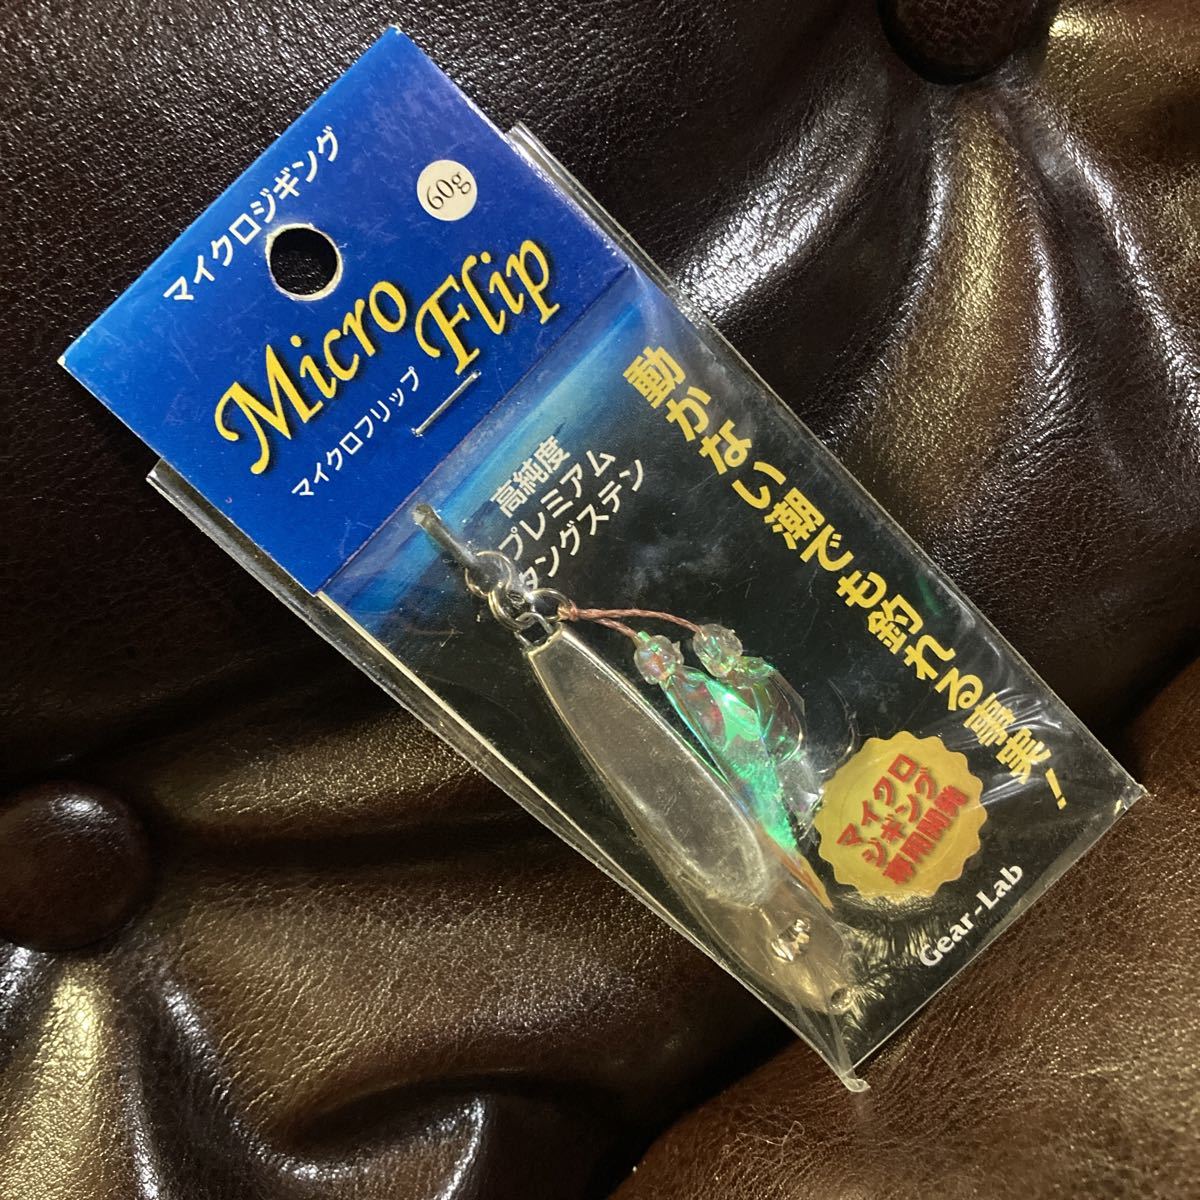 マイクロジギング
60g
Micro
Flip
マイクロフリップ
高純度
プレミアム
タングステン
動かない潮でも釣れる事実!
マイクロ
ジギング
専用開発
Gear-Lab